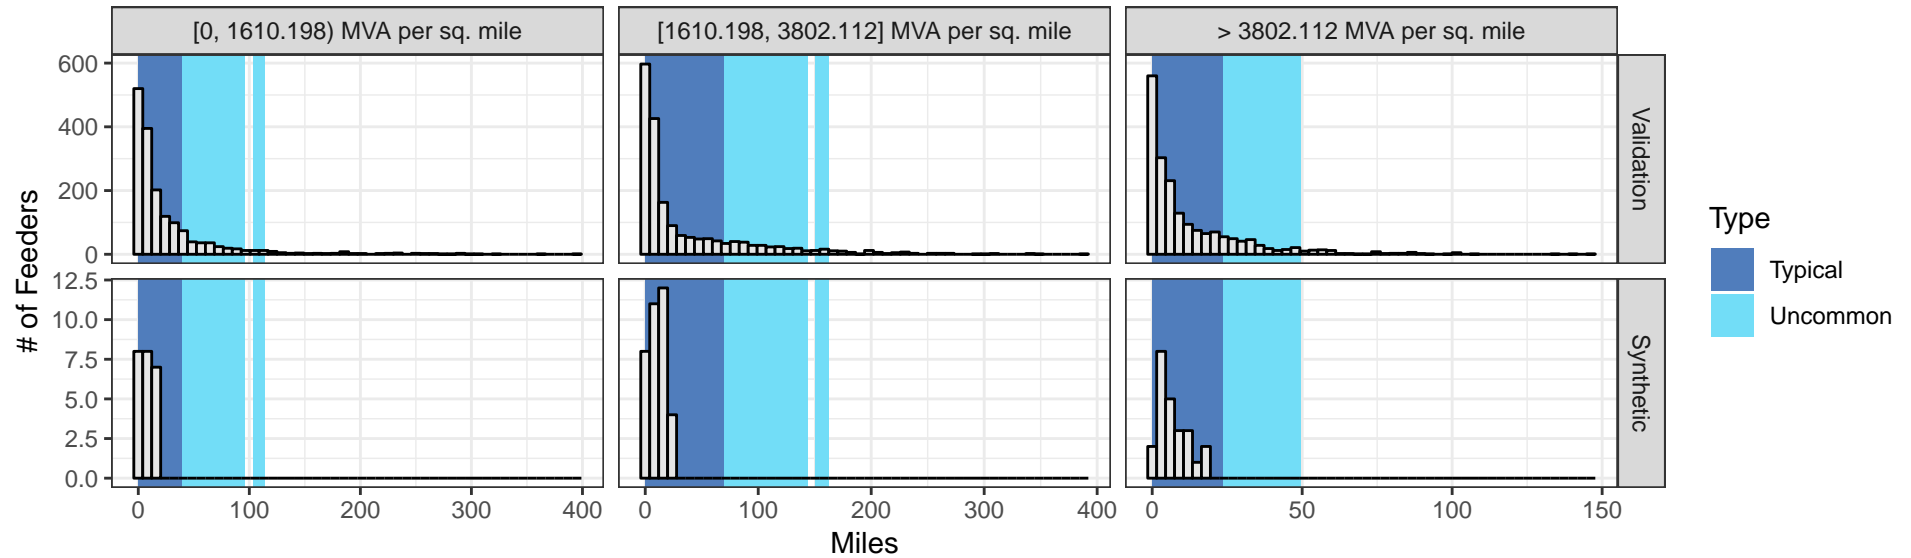 [0, 1610.198) MVA per sq. mile
[1610.198, 3802.112] MVA per sq. mile
> 3802.112 MVA per sq. mile
600
400
200
0
Validation
# of Feeders
12.5
10.0
7.5
5.0
2.5
0.0
Synthetic
0 100 200 300 400
0 100 200 300 400
0 50 100 150
Miles
Type
Typical
Uncommon